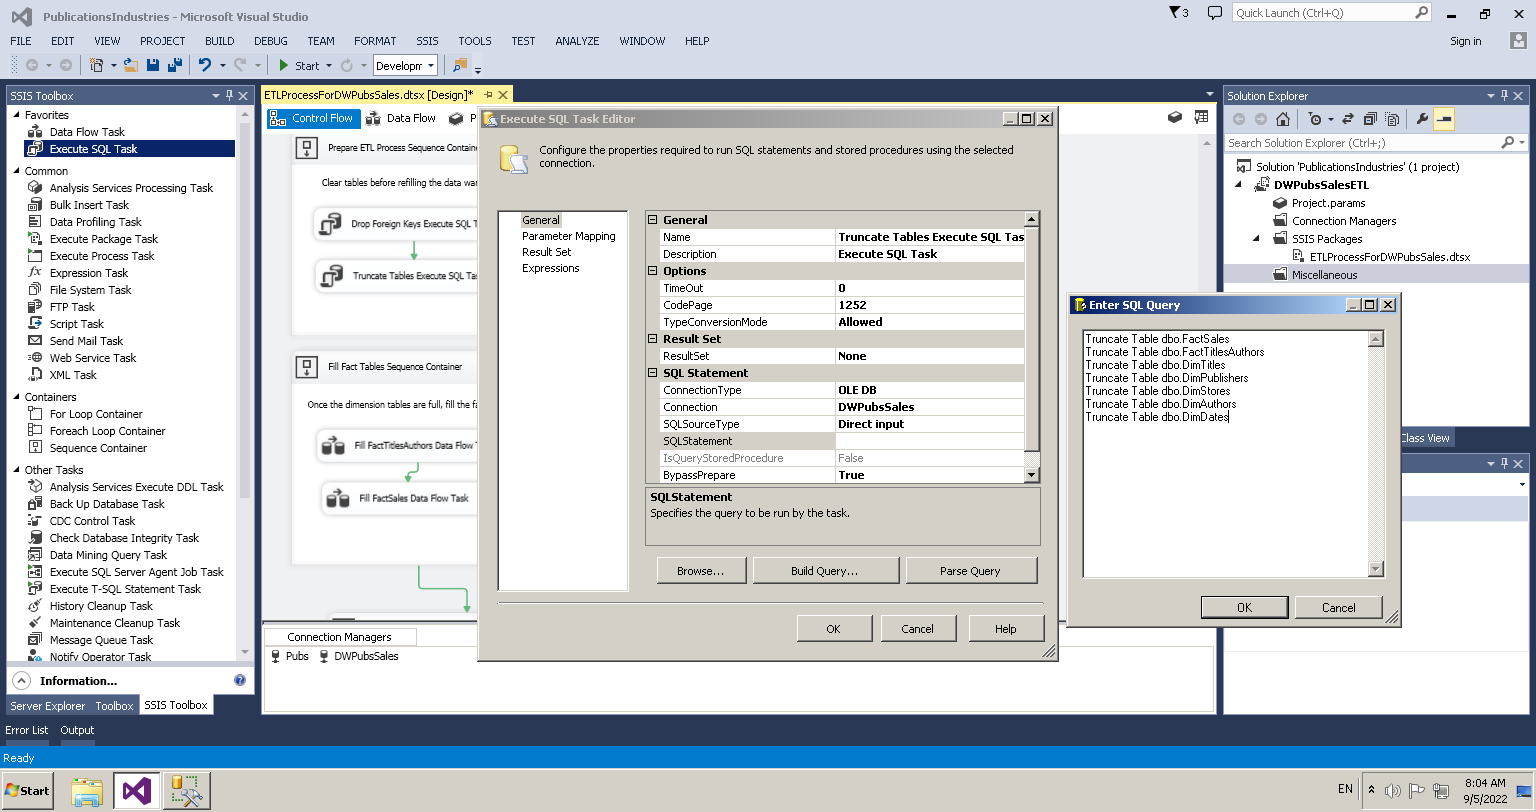 PublicationsIndustries - Microsoft Visual Studio
3
Quick Launch (Ctrl+Q)
FILE EDIT VIEW PROJECT BUILD DEBUG TEAM FORMAT SSIS TOOLS TEST ANALYZE WINDOW HELP
Sign in
Start
Developm
SSIS Toolbox
Favorites
Data Flow Task
Execute SQL Task
Common
Analysis Services Processing Task
Bulk Insert Task
Data Profiling Task
Execute Package Task
Execute Process Task
Expression Task
File System Task
FTP Task
Script Task
Send Mail Task
Web Service Task
XML Task
Containers
For Loop Container
Foreach Loop Container
Sequence Container
Other Tasks
Analysis Services Execute DDL Task
Back Up Database Task
CDC Control Task
Check Database Integrity Task
Data Mining Query Task
Execute SQL Server Agent Job Task
Execute T-SQL Statement Task
History Cleanup Task
Maintenance Cleanup Task
Message Queue Task
Notify Operator Task
Information...
Server Explorer Toolbox SSIS Toolbox
Error List Output
Ready
ETLProcessForDWPubsSales.dtsx [Design]*
Control Flow
Data Flow
P
Prepare ETL Process Sequence Containe
Clear tables before refilling the data war
Drop Foreign Keys Execute SQL T
Truncate Tables Execute SQL Tas
Fill Fact Tables Sequence Container
Once the dimension tables are full, fill the fa
Fill FactTitlesAuthors Data Flow T
Fill FactSales Data Flow Task
Connection Managers
Pubs
DWPubsSales
Execute SQL Task Editor
Configure the properties required to run SQL statements and stored procedures using the selected
connection.
General
Parameter Mapping
Result Set
Expressions
General
Name Truncate Tables Execute SQL Tas
Description Execute SQL Task
Options
TimeOut 0
CodePage 1252
TypeConversionMode Allowed
Result Set
ResultSet None
SQL Statement
ConnectionType OLE DB
Connection DWPubsSales
SQLSourceType Direct input
SQLStatement
IsQueryStoredProcedure False
BypassPrepare True
SQLStatement
Specifies the query to be run by the task.
Browse...
Build Query...
Parse Query
OK
Cancel
Help
Solution Explorer
Search Solution Explorer (Ctrl+;)
Solution 'PublicationsIndustries' (1 project)
DWPubsSalesETL
Project.params
Connection Managers
SSIS Packages
ETLProcessForDWPubsSales.dtsx
Miscellaneous
Class View
Enter SQL Query
Truncate Table dbo.FactSales
Truncate Table dbo.FactTitlesAuthors
Truncate Table dbo.DimTitles
Truncate Table dbo.DimPublishers
Truncate Table dbo.DimStores
Truncate Table dbo.DimAuthors
Truncate Table dbo.DimDates
OK
Cancel
Start
EN
8:04 AM
9/5/2022